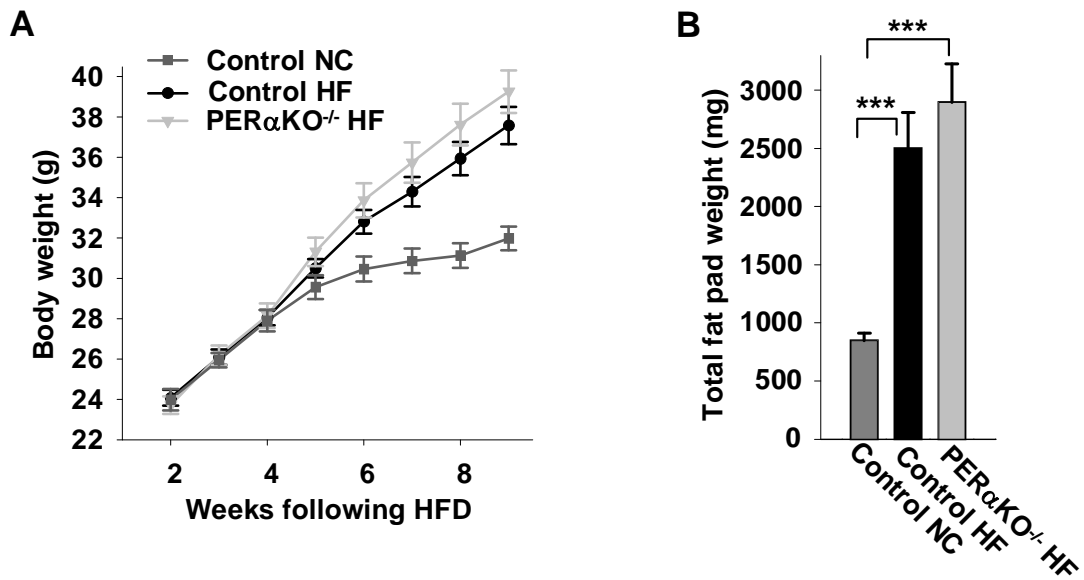 A
Control NC
Control HF
PERαKO-/- HF
Body weight (g)
40
38
36
34
32
30
28
26
24
22
2 4 6 8
Weeks following HFD
B
***
***
Total fat pad weight (mg)
3000
2500
2000
1500
1000
500
0
Control NC
Control HF
PERαKO-/- HF